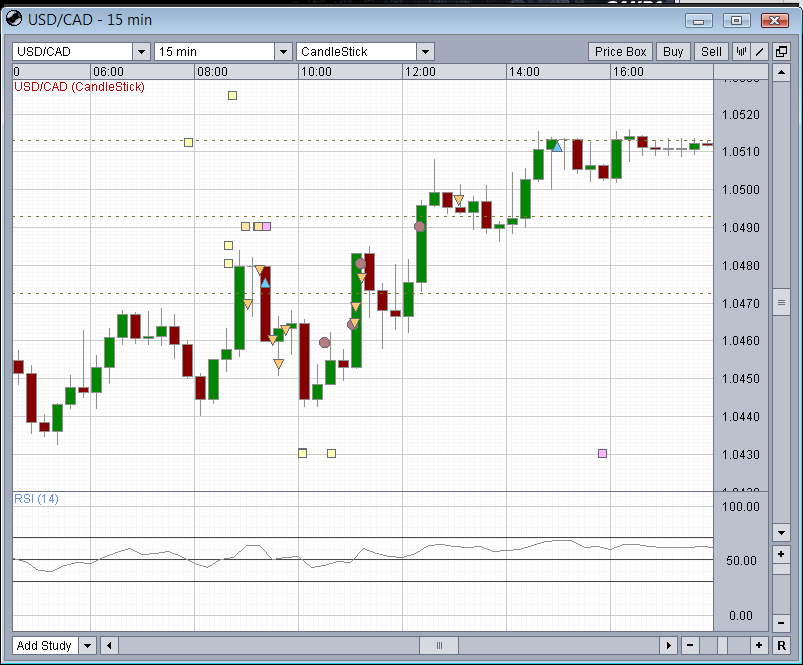 USD/CAD - 15 min
USD/CAD 15 min CandleStick Price Box Buy Sell
0 06:00 08:00 10:00 12:00 14:00 16:00
USD/CAD (CandleStick)
1.0520
1.0510
1.0500
1.0490
1.0480
1.0470
1.0460
1.0450
1.0440
1.0430
RSI (14)
100.00
50.00
0.00
Add Study
R